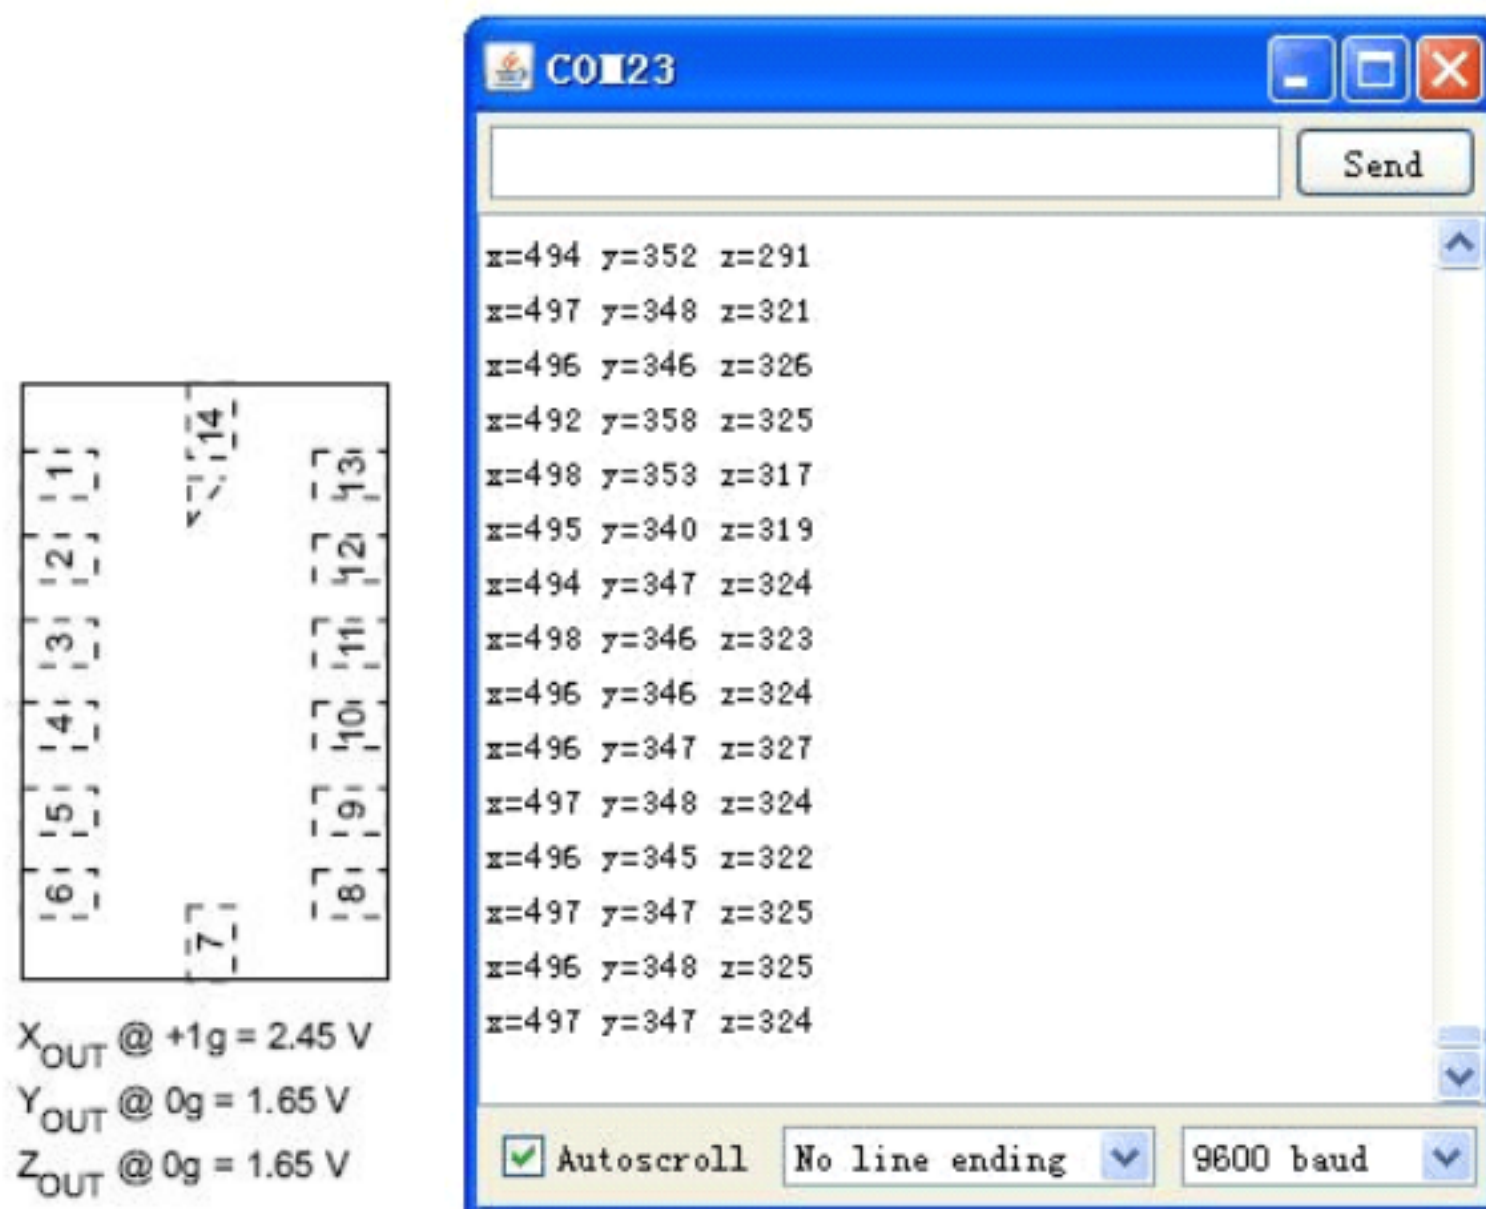 COM23
Send
x=494 y=352 z=291
x=497 y=348 z=321
x=496 y=346 z=326
x=492 y=358 z=325
x=498 y=353 z=317
x=495 y=340 z=319
x=494 y=347 z=324
x=498 y=346 z=323
x=496 y=346 z=324
x=496 y=347 z=327
x=497 y=348 z=324
x=496 y=345 z=322
x=497 y=347 z=325
x=496 y=348 z=325
x=497 y=347 z=324
Autoscroll
No line ending
9600 baud
14
1
13
2
12
3
11
4
10
5
9
6
8
7
XOUT @ +1g = 2.45 V
YOUT @ 0g = 1.65 V
ZOUT @ 0g = 1.65 V